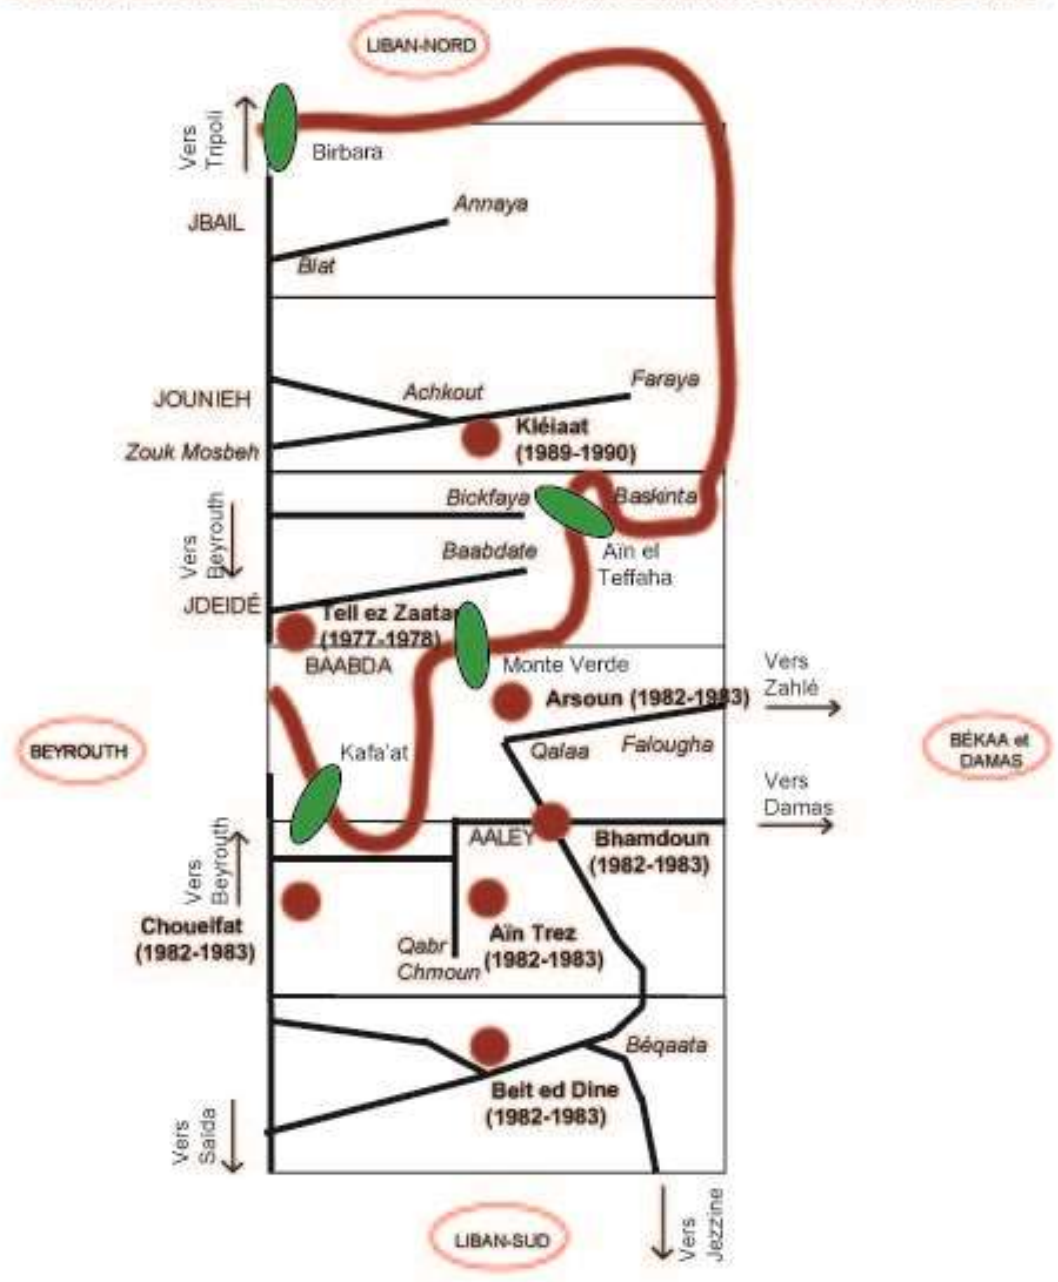 LIBAN-NORD
Vers
Tripoli
Birbara
JBAIL
Annaya
Blat
JOUNIEH
Achkout
Faraya
Kléiaat
(1989-1990)
Zouk Mosbeh
Bickfaya
Baskinta
Vers
Beyrouth
Baabdate
Aïn el
Teffaha
JDEIDÉ
Tell ez Zaatar
(1977-1978)
BAABDA
Monte Verde
Vers
Zahlé
Arsoun (1982-1983)
BEYROUTH
Kafa'at
Qalaa
Falougha
BÉKAA et
DAMAS
Vers
Damas
AALEY
Bhamdoun
(1982-1983)
Vers
Beyrouth
Choueifat
(1982-1983)
Aïn Trez
(1982-1983)
Qabr
Chmoun
Béqaata
Beit ed Dine
(1982-1983)
Vers
Saïda
LIBAN-SUD
Vers
Jezzine